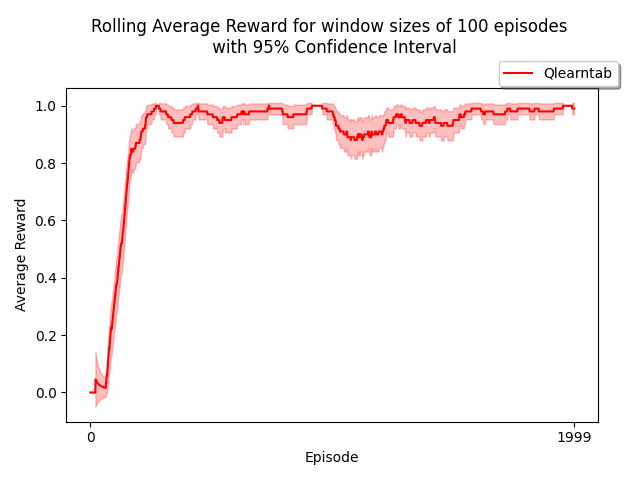 Rolling Average Reward for window sizes of 100 episodes
with 95% Confidence Interval
Qlearntab
1.0
0.8
0.6
0.4
0.2
0.0
Average Reward
0
1999
Episode